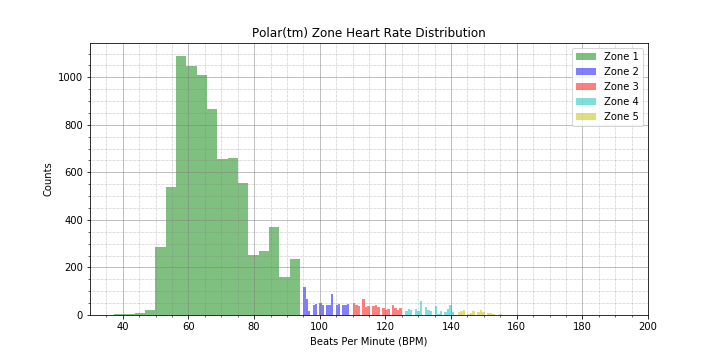 Polar(tm) Zone Heart Rate Distribution
Zone 1
Zone 2
Zone 3
Zone 4
Zone 5
Counts
1000
800
600
400
200
0
40 60 80 100 120 140 160 180 200
Beats Per Minute (BPM)